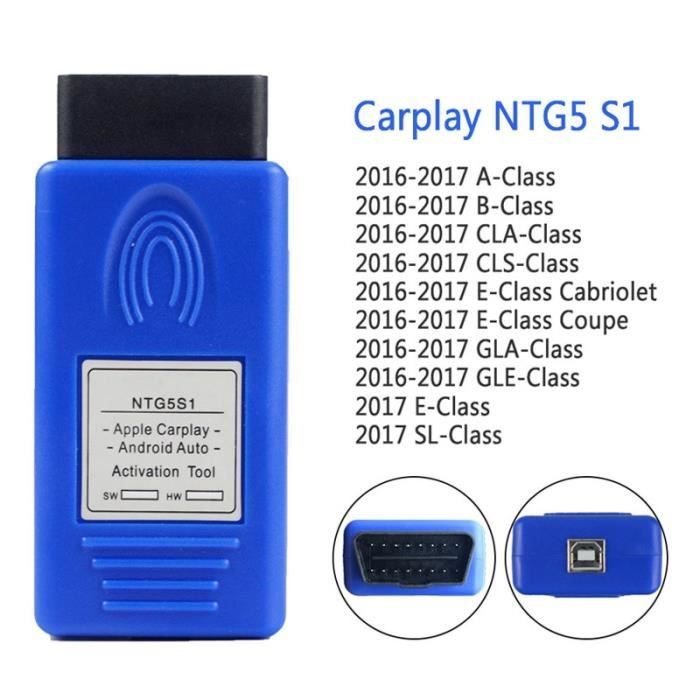 Carplay NTG5 S1
2016-2017 A-Class
2016-2017 B-Class
2016-2017 CLA-Class
2016-2017 CLS-Class
2016-2017 E-Class Cabriolet
2016-2017 E-Class Coupe
2016-2017 GLA-Class
2016-2017 GLE-Class
2017 E-Class
2017 SL-Class
NTG5S1
- Apple Carplay -
- Android Auto -
Activation Tool
SW HW